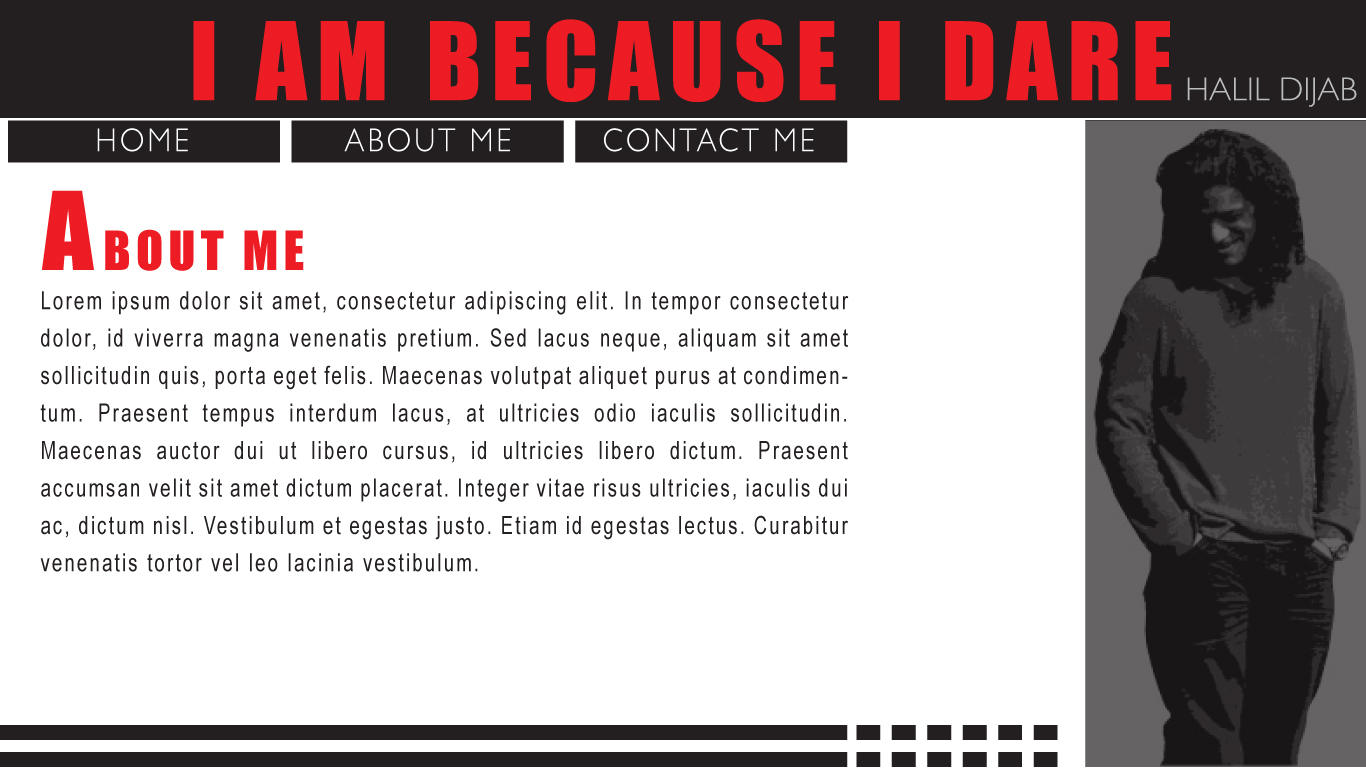 I AM BECAUSE I DARE HALIL DIJAB
HOME ABOUT ME CONTACT ME
ABOUT ME
Lorem ipsum dolor sit amet, consectetur adipiscing elit. In tempor consectetur
dolor, id viverra magna venenatis pretium. Sed lacus neque, aliquam sit amet
sollicitudin quis, porta eget felis. Maecenas volutpat aliquet purus at condimen-
tum. Praesent tempus interdum lacus, at ultricies odio iaculis sollicitudin.
Maecenas auctor dui ut libero cursus, id ultricies libero dictum. Praesent
accumsan velit sit amet dictum placerat. Integer vitae risus ultricies, iaculis dui
ac, dictum nisl. Vestibulum et egestas justo. Etiam id egestas lectus. Curabitur
venenatis tortor vel leo lacinia vestibulum.